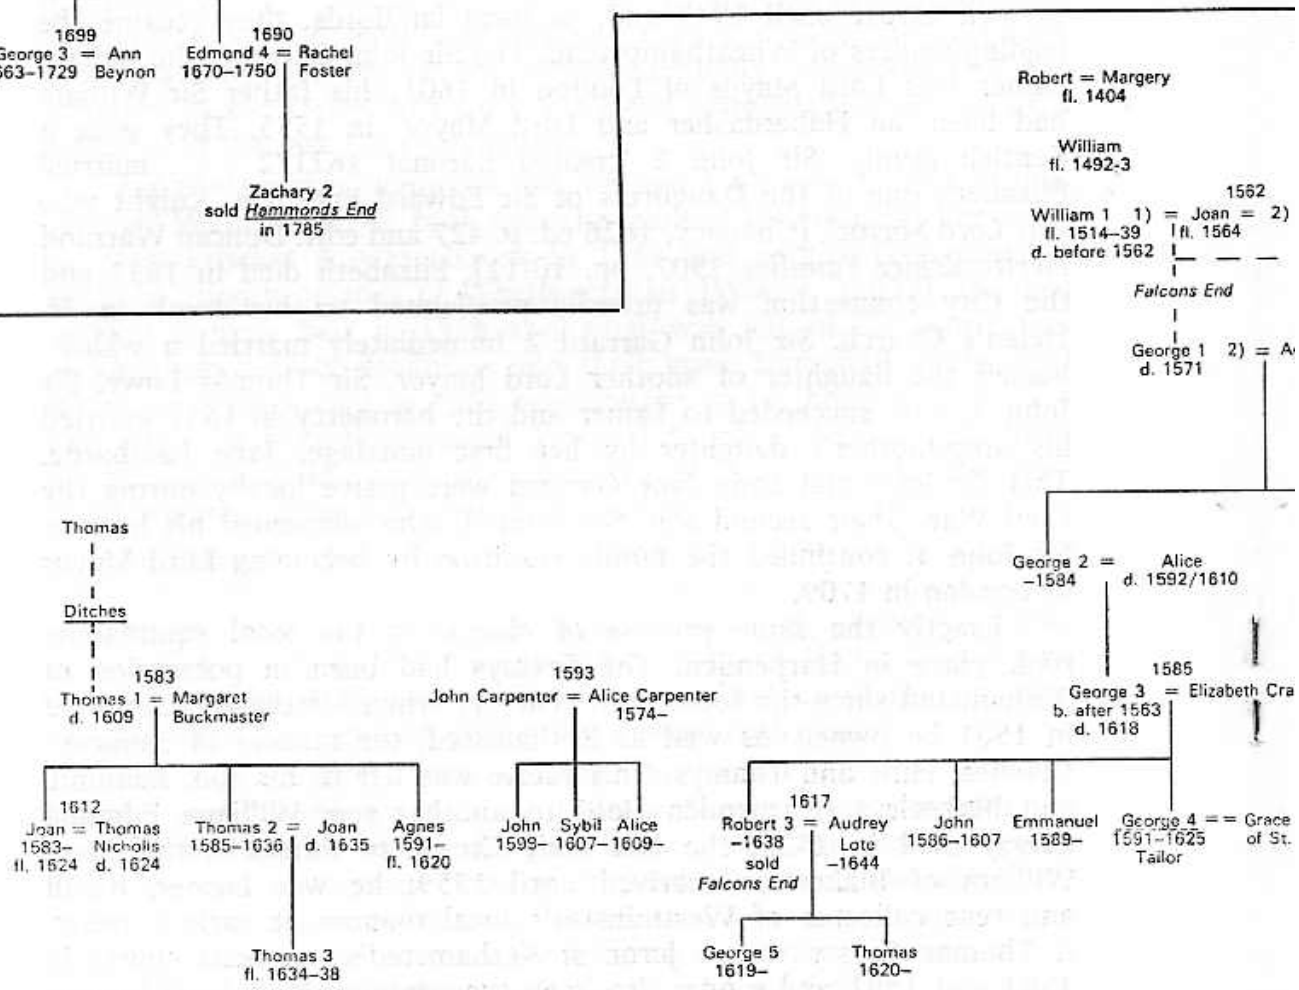 1699
George 3 = Ann
663-1729 Beynon
1690
Edmond 4 = Rachel
1670-1750 Foster
Zachary 2
sold Hammonds End
in 1785
Robert = Margery
fl. 1404
William
fl. 1492-3
1562
William 1 1) = Joan = 2)
fl. 1514-39 fl. 1564
d. before 1562
Falcons End
George 1 2) =
d. 1571
George 2 = Alice
-1584 d. 1592/1610
1585
George 3 = Elizabeth Cra
b. after 1563
d. 1618
Thomas
Ditches
1583
Thomas 1 = Margaret
d. 1609 Buckmaster
1593
John Carpenter = Alice Carpenter
1574-
1612
Joan = Thomas
1583- Nicholls
fl. 1624 d. 1624
Thomas 2 = Joan
1585-1636 d. 1635
Agnes
1591-
fl. 1620
John Sybil Alice
1599- 1607- 1609-
1617
Robert 3 = Audrey
-1638 Lote
sold -1644
Falcons End
John
1586-1607
Emmanuel
1589-
George 4 == Grace
1591-1625 of St.
Tailor
Thomas 3
fl. 1634-38
George 5
1619-
Thomas
1620-